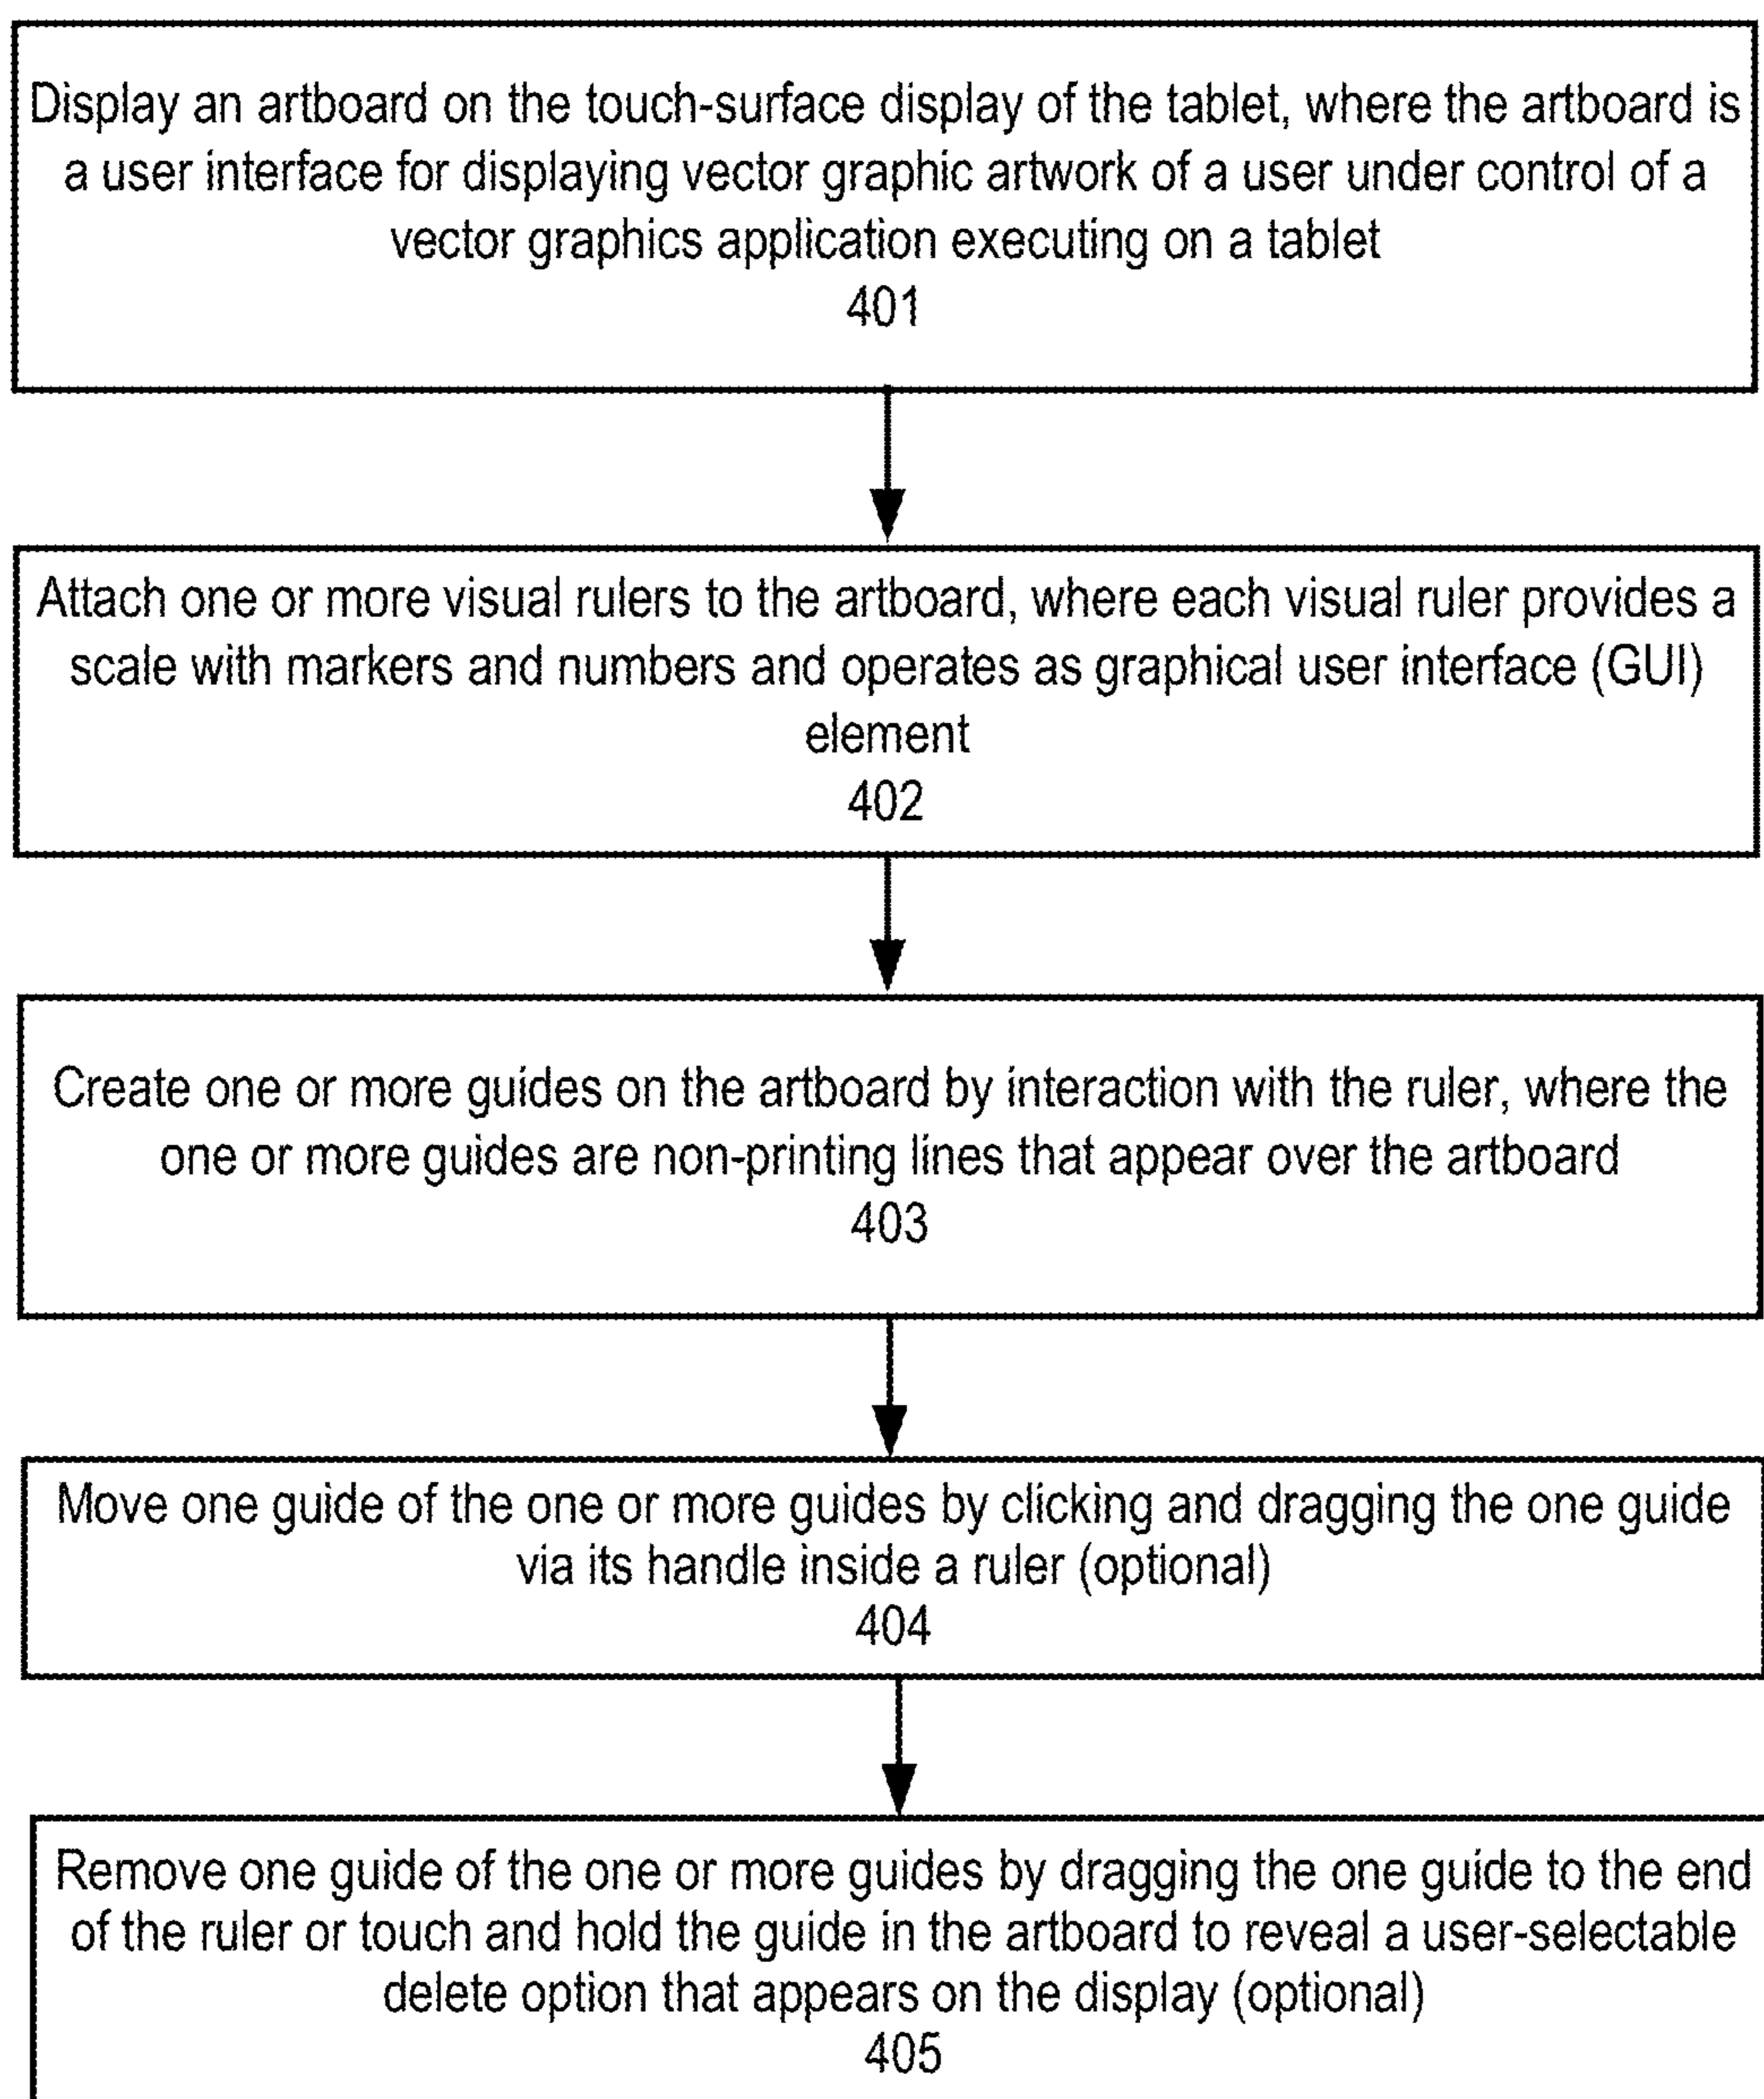 Display an artboard on the touch-surface display of the tablet, where the artboard is
a user interface for displaying vector graphic artwork of a user under control of a
vector graphics application executing on a tablet
401
Attach one or more visual rulers to the artboard, where each visual ruler provides a
scale with markers and numbers and operates as graphical user interface (GUI)
element
402
Create one or more guides on the artboard by interaction with the ruler, where the
one or more guides are non-printing lines that appear over the artboard
403
Move one guide of the one or more guides by clicking and dragging the one guide
via its handle inside a ruler (optional)
404
Remove one guide of the one or more guides by dragging the one guide to the end
of the ruler or touch and hold the guide in the artboard to reveal a user-selectable
delete option that appears on the display (optional)
405